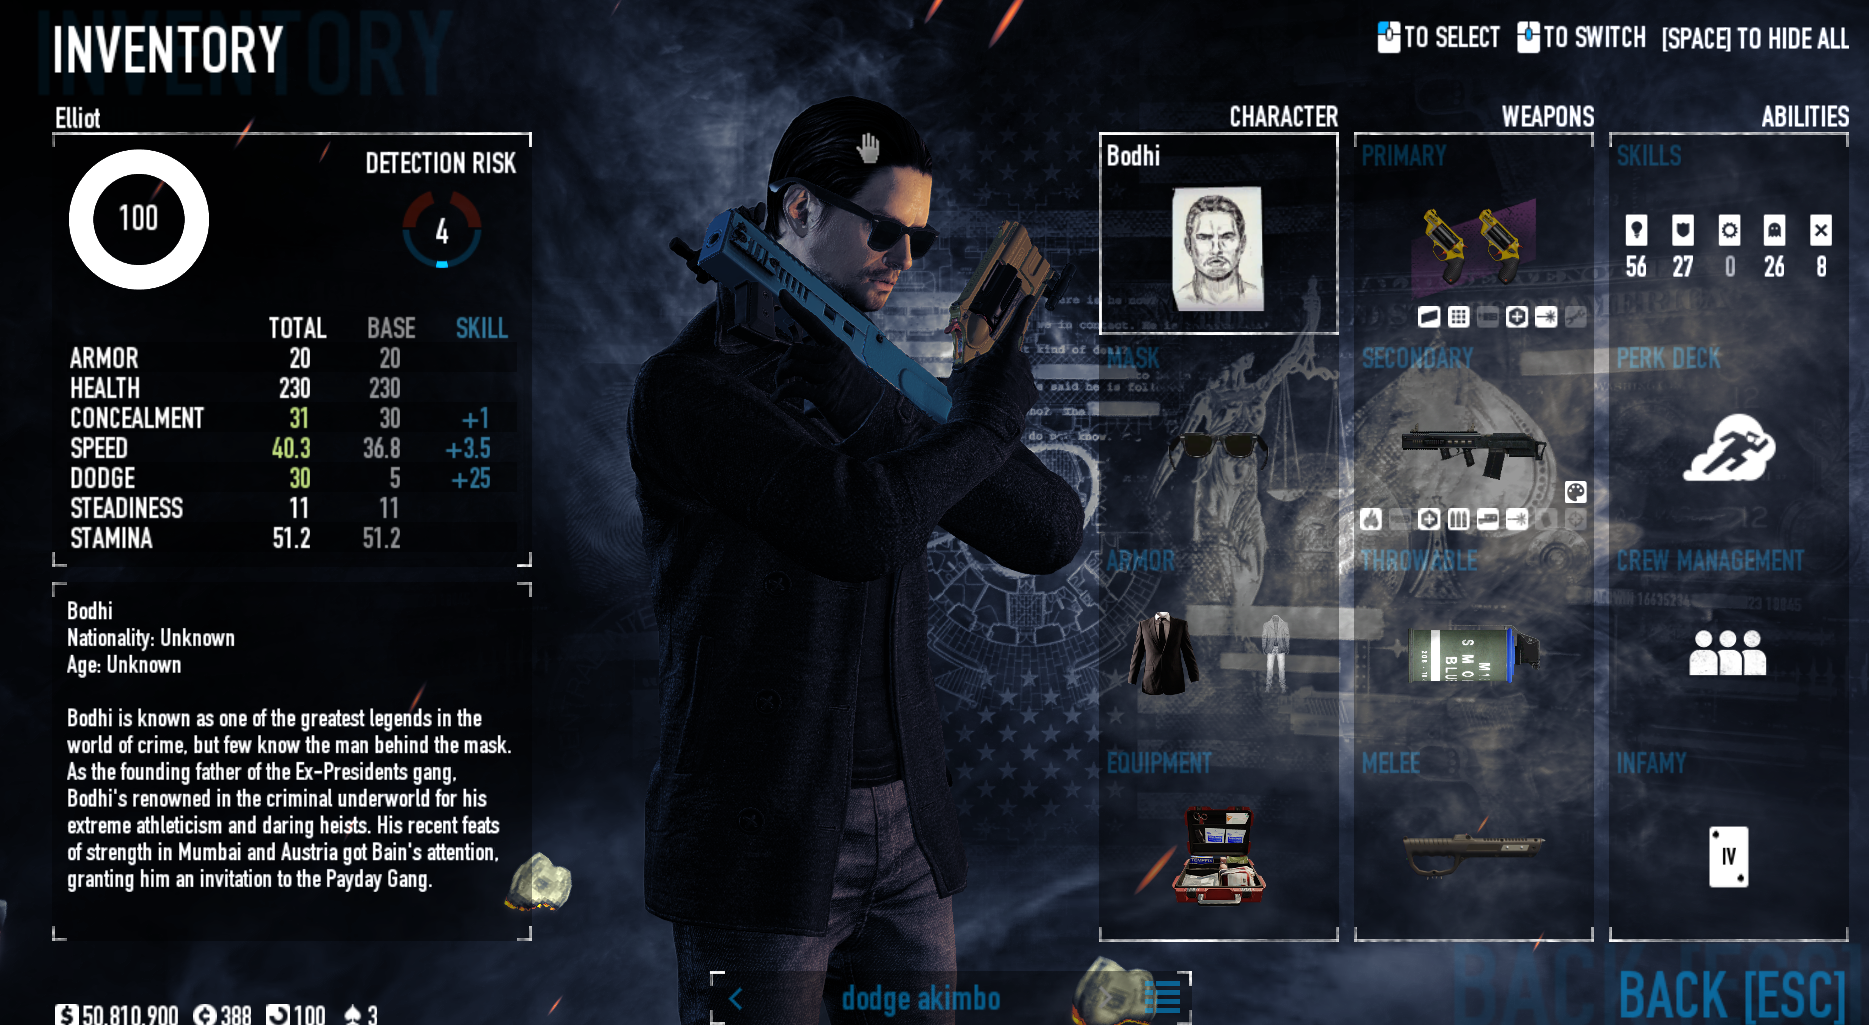 INVENTORY
TO SELECT
TO SWITCH
[SPACE] TO HIDE ALL
Elliot
100
DETECTION RISK
4
TOTAL BASE SKILL
ARMOR 20 20
HEALTH 230 230
CONCEALMENT 31 30 +1
SPEED 40.3 36.8 +3.5
DODGE 30 5 +25
STEADINESS 11 11
STAMINA 51.2 51.2
Bodhi
Nationality: Unknown
Age: Unknown
Bodhi is known as one of the greatest legends in the
world of crime, but few know the man behind the mask.
As the founding father of the Ex-Presidents gang,
Bodhi's renowned in the criminal underworld for his
extreme athleticism and daring heists. His recent feats
of strength in Mumbai and Austria got Bain's attention,
granting him an invitation to the Payday Gang.
$ 50,810,900 388 100 3
CHARACTER
Bodhi
MASK
ARMOR
EQUIPMENT
WEAPONS
PRIMARY
SECONDARY
THROWABLE
MELEE
ABILITIES
SKILLS
56 27 0 26 8
PERK DECK
CREW MANAGEMENT
INFAMY
IV
dodge akimbo
BACK [ESC]